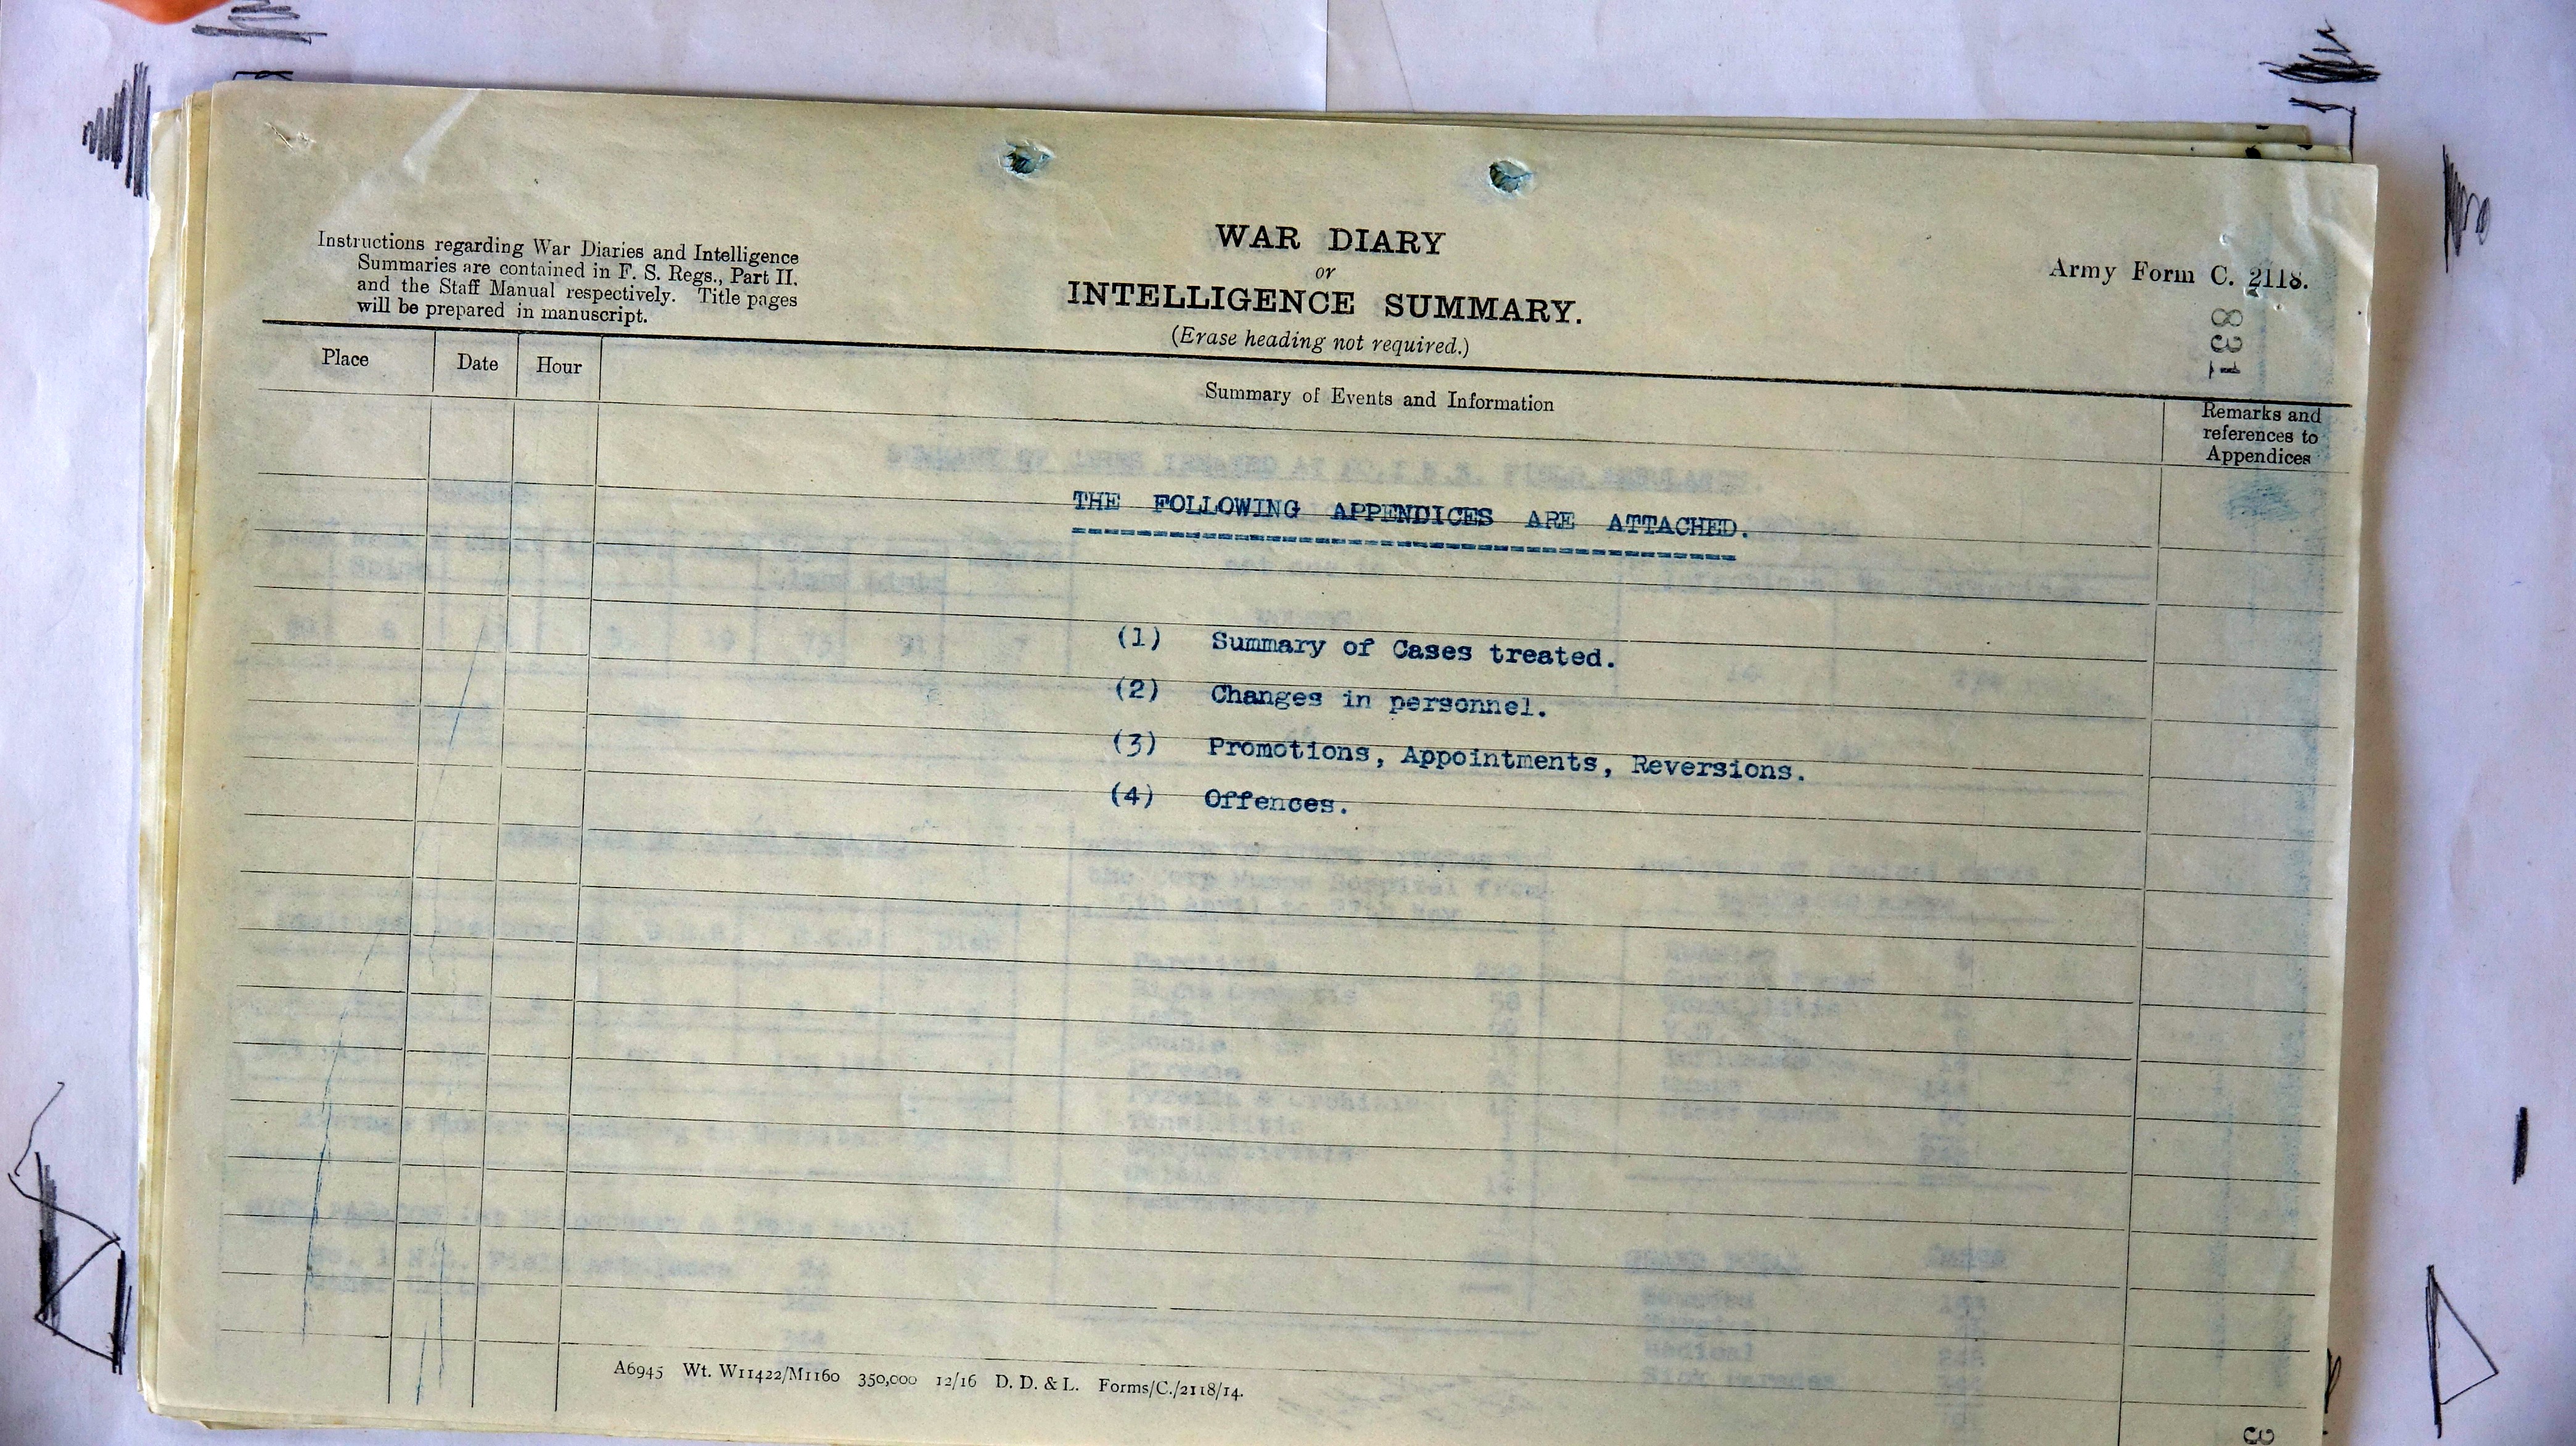 Instructions regarding War Diaries and Intelligence
Summaries are contained in F. S. Regs., Part II.
and the Staff Manual respectively. Title pages
will be prepared in manuscript.
WAR DIARY
or
INTELLIGENCE SUMMARY.
(Erase heading not required.)
Army Form C. 2118.
831
Place
Date
Hour
Summary of Events and Information
Remarks and
references to
Appendices
THE FOLLOWING APPENDICES ARE ATTACHED.
(1) Summary of Cases treated.
(2) Changes in personnel.
(3) Promotions, Appointments, Reversions.
(4) Offences.
A6945 Wt. W11422/M1160 350,000 12/16 D. D. & L. Forms/C./2118/14.